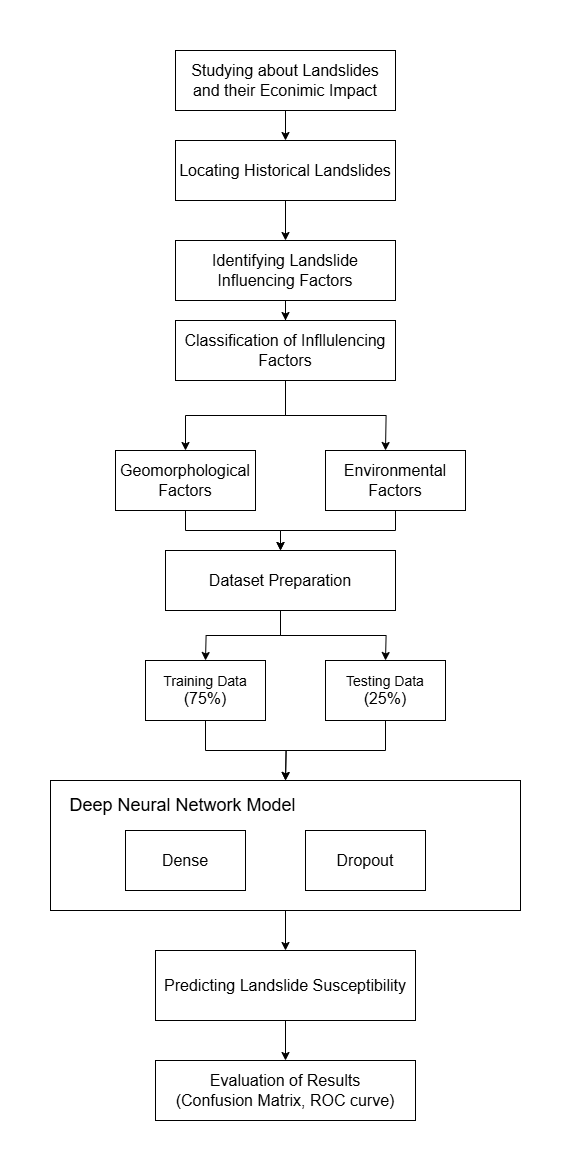 Studying about Landslides
and their Econimic Impact
Locating Historical Landslides
Identifying Landslide
Influencing Factors
Classification of Infllulencing
Factors
Geomorphological
Factors
Environmental
Factors
Dataset Preparation
Training Data
(75%)
Testing Data
(25%)
Deep Neural Network Model
Dense
Dropout
Predicting Landslide Susceptibility
Evaluation of Results
(Confusion Matrix, ROC curve)